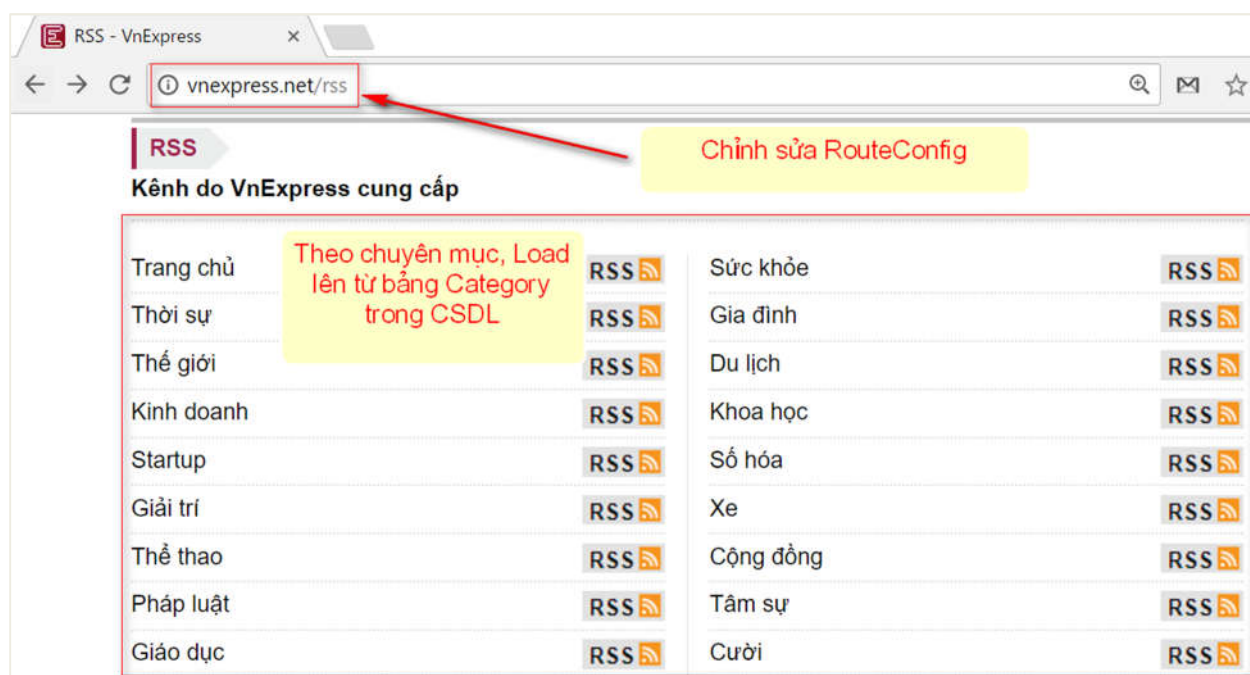 RSS - VnExpress
vnexpress.net/rss
RSS
Chỉnh sửa RouteConfig
Kênh do VnExpress cung cấp
Theo chuyên mục, Load
lên từ bảng Category
trong CSDL
Trang chủ RSS Sức khỏe RSS
Thời sự RSS Gia đình RSS
Thế giới RSS Du lịch RSS
Kinh doanh RSS Khoa học RSS
Startup RSS Số hóa RSS
Giải trí RSS Xe RSS
Thể thao RSS Cộng đồng RSS
Pháp luật RSS Tâm sự RSS
Giáo dục RSS Cười RSS